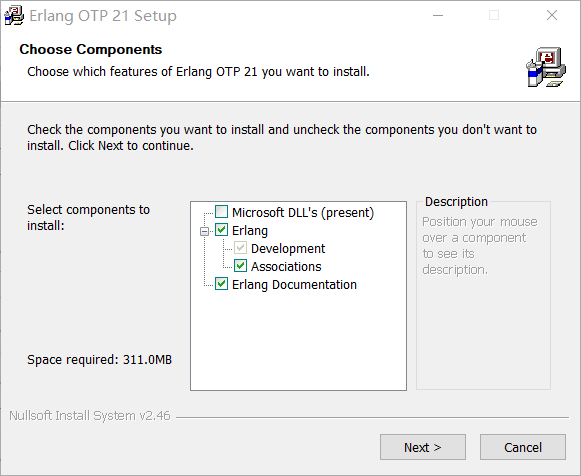 Erlang OTP 21 Setup
Choose Components
Choose which features of Erlang OTP 21 you want to install.
Check the components you want to install and uncheck the components you don't want to
install. Click Next to continue.
Select components to
install:
Microsoft DLL's (present)
Erlang
Development
Associations
Erlang Documentation
Description
Position your mouse
over a component
to see its
description.
Space required: 311.0MB
Nullsoft Install System v2.46
Next >
Cancel